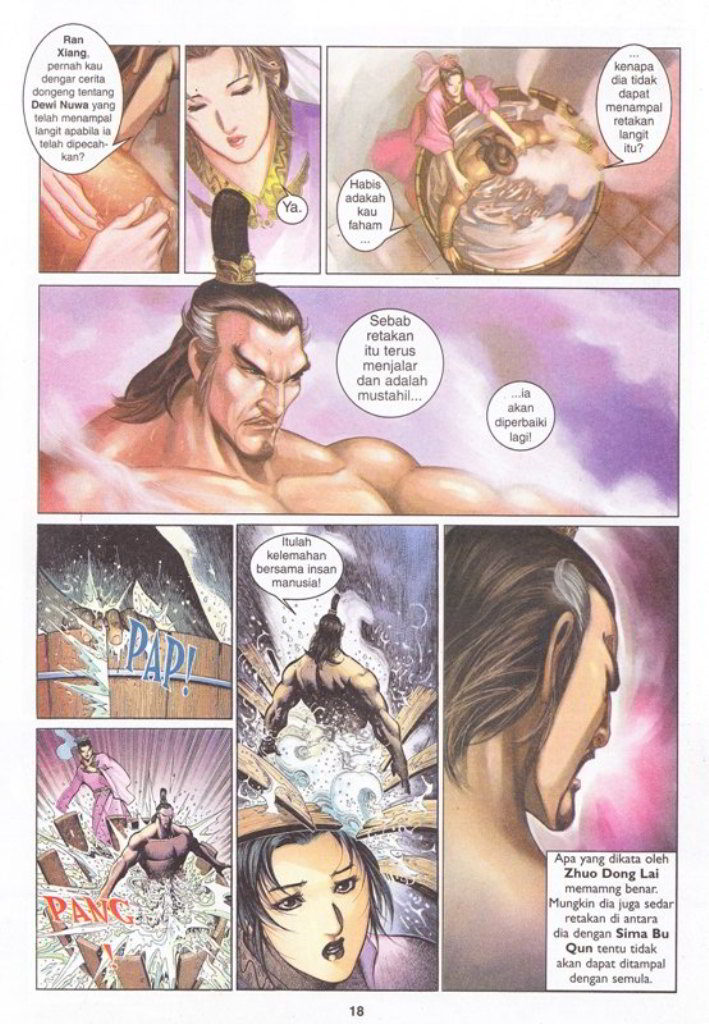 Ran
Xiang,
pernah kau
dengar cerita
dongeng tentang
Dewi Nuwa yang
telah menampal
langit apabila ia
telah dipecah-
kan?
Ya.
...
kenapa
dia tidak
dapat
menampal
retakan
langit
itu?
Habis
adakah
kau
faham
...
Sebab
retakan
itu terus
menjalar
dan adalah
mustahil...
...ia
akan
diperbaiki
lagi!
PAP!
Itulah
kelemahan
bersama insan
manusia!
PANG
!
Apa yang dikata oleh
Zhuo Dong Lai
memamng benar.
Mungkin dia juga sedar
retakan di antara
dia dengan Sima Bu
Qun tentu tidak
akan dapat ditampal
dengan semula.
18